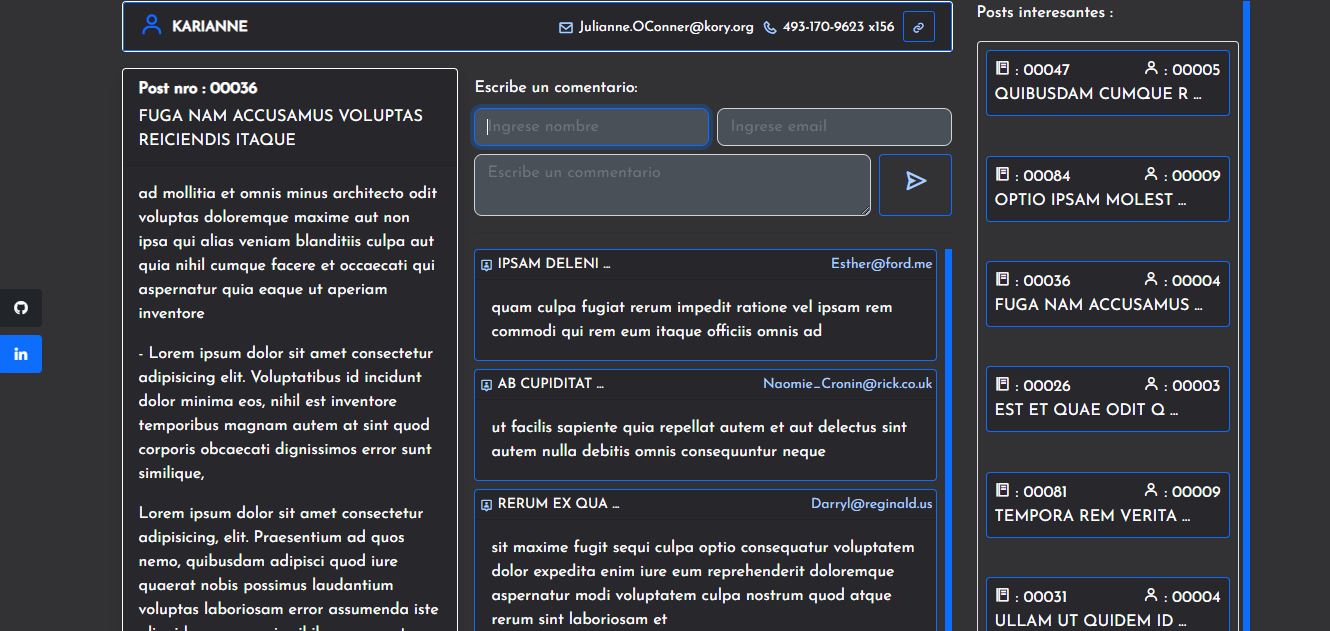 KARIANNE
Julianne.OConner@kory.org 493-170-9623 x156
Post nro : 00036
FUGA NAM ACCUSAMUS VOLUPTAS
REICIENDIS ITAQUE
ad mollitia et omnis minus architecto odit
voluptas doloremque maxime aut non
ipsa qui alias veniam blanditiis culpa aut
quia nihil cumque facere et occaecati qui
aspernatur quia eaque ut aperiam
inventore
- Lorem ipsum dolor sit amet consectetur
adipisicing elit. Voluptatibus id incidunt
dolor minima eos, nihil est inventore
temporibus magnam autem at sint quod
corporis obcaecati dignissimos error sunt
similique,
Lorem ipsum dolor sit amet consectetur
adipisicing, elit. Praesentium ad quos
nemo, quibusdam adipisci quod iure
quaerat nobis possimus laudantium
voluptas laboriosam error assumenda iste
Escribe un comentario:
Ingrese nombre
Ingrese email
Escribe un commentario
IPSAM DELENI ... Esther@ford.me
quam culpa fugiat rerum impedit ratione vel ipsam rem
commodi qui rem eum itaque officiis omnis ad
AB CUPIDITAT ... Naomie_Cronin@rick.co.uk
ut facilis sapiente quia repellat autem et aut delectus sint
autem nulla debitis omnis consequuntur neque
RERUM EX QUA ... Darryl@reginald.us
sit maxime fugit sequi culpa optio consequatur voluptatem
dolor expedita enim iure eum reprehenderit doloremque
aspernatur modi voluptatem culpa nostrum quod atque
rerum sint laboriosam et
Posts interesantes :
: 00047 : 00005
QUIBUSDAM CUMQUE R ...
: 00084 : 00009
OPTIO IPSAM MOLEST ...
: 00036 : 00004
FUGA NAM ACCUSAMUS ...
: 00026 : 00003
EST ET QUAE ODIT Q ...
: 00081 : 00009
TEMPORA REM VERITA ...
: 00031 : 00004
ULLAM UT QUIDEM ID ...
in